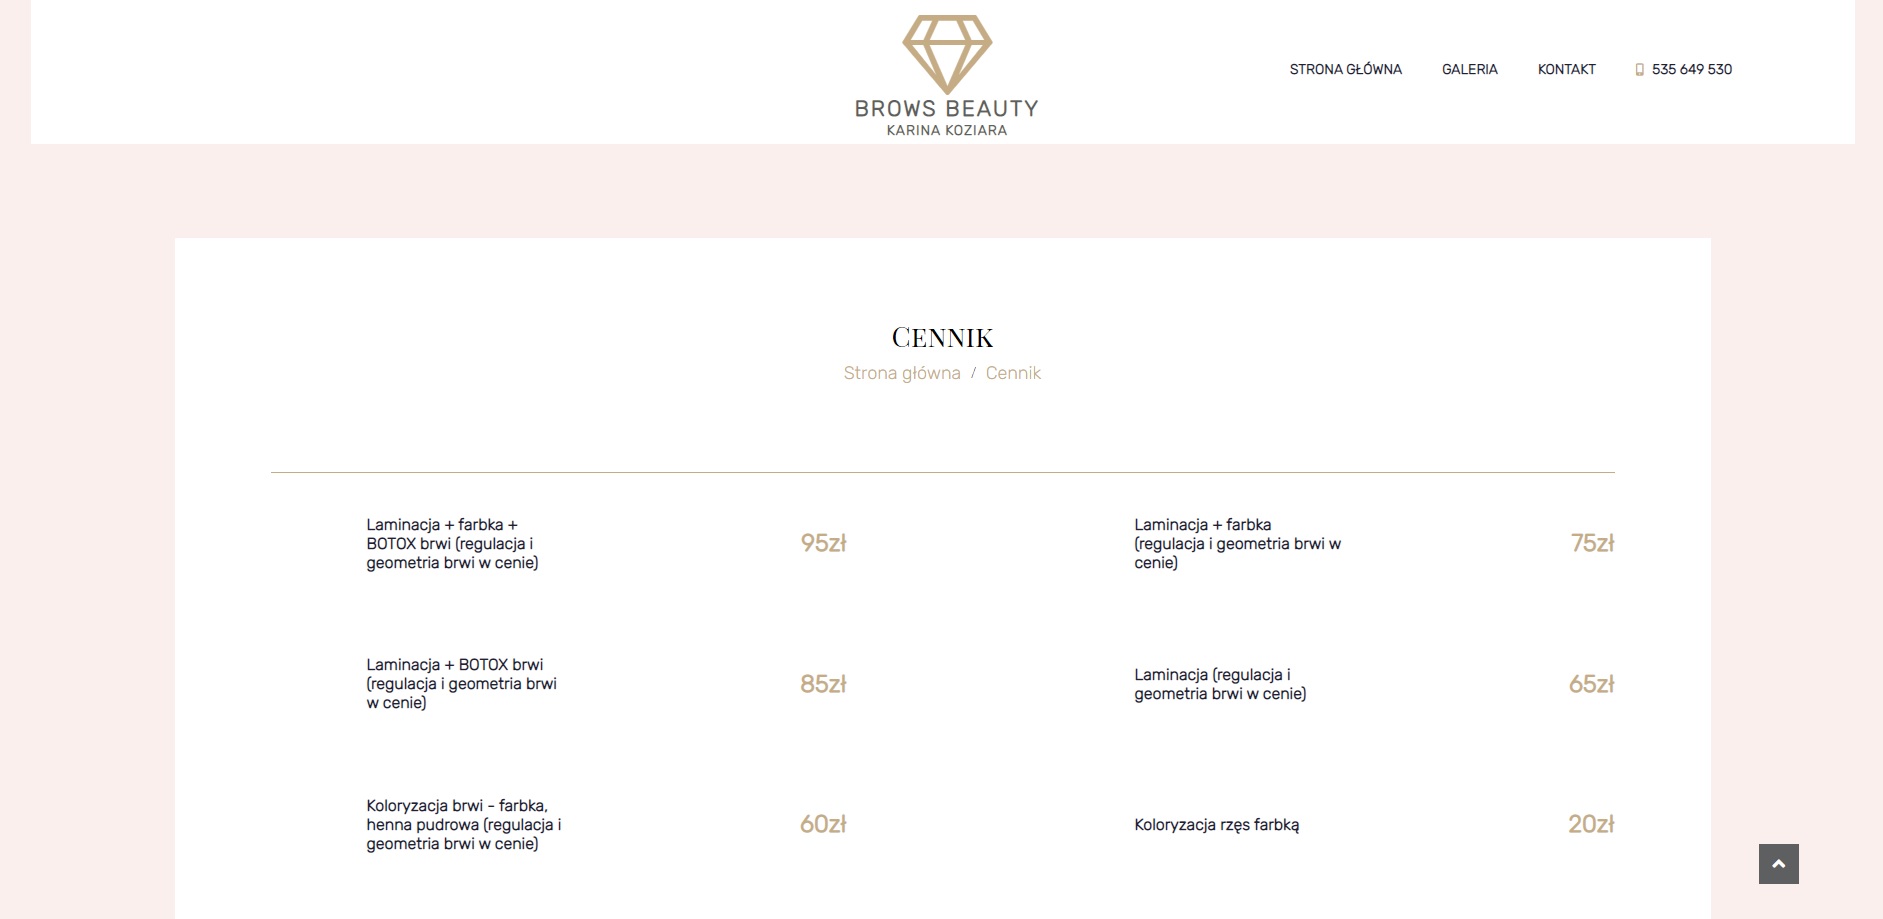 BROWS BEAUTY
KARINA KOZIARA
STRONA GŁÓWNA
GALERIA
KONTAKT
535 649 530
CENNIK
Strona główna / Cennik
Laminacja + farbka +
BOTOX brwi (regulacja i
geometria brwi w cenie)
95zł
Laminacja + farbka
(regulacja i geometria brwi w
cenie)
75zł
Laminacja + BOTOX brwi
(regulacja i geometria brwi
w cenie)
85zł
Laminacja (regulacja i
geometria brwi w cenie)
65zł
Koloryzacja brwi - farbka,
henna pudrowa (regulacja i
geometria brwi w cenie)
60zł
Koloryzacja rzęs farbką
20zł